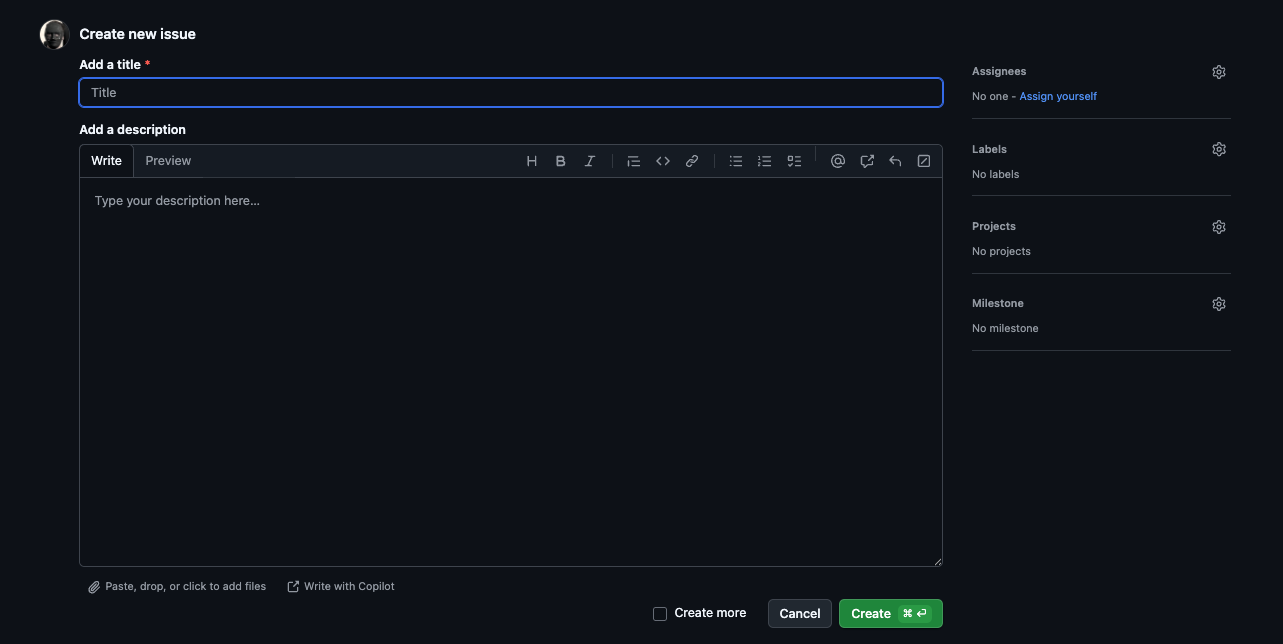 Create new issue
Add a title *
Title
Add a description
Write Preview H B I
Type your description here...
Paste, drop, or click to add files Write with Copilot
Create more Cancel Create ⌘ ⏎
Assignees
No one - Assign yourself
Labels
No labels
Projects
No projects
Milestone
No milestone